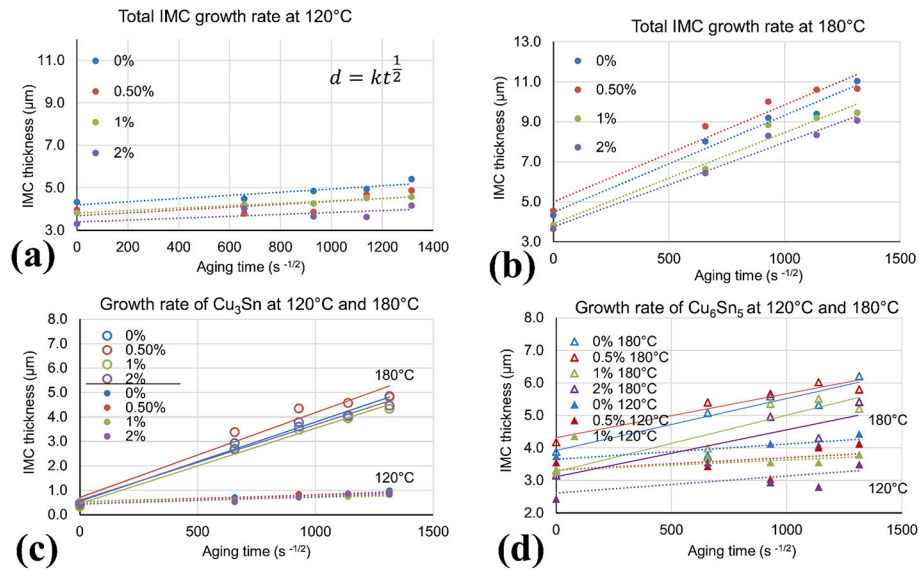 Total IMC growth rate at 120°C
11.0
9.0
7.0
5.0
3.0
IMC thickness (µm)
0%
0.50%
1%
2%
d = kt^{1/2}
0 200 400 600 800 1000 1200 1400
Aging time (s -1/2)
(a)
Total IMC growth rate at 180°C
13.0
11.0
9.0
7.0
5.0
3.0
IMC thickness (µm)
0%
0.50%
1%
2%
0 500 1000 1500
Aging time (s -1/2)
(b)
Growth rate of Cu3Sn at 120°C and 180°C
8.0
7.0
6.0
5.0
4.0
3.0
2.0
1.0
0.0
IMC thickness (µm)
0%
0.50%
1%
2%
0%
0.50%
1%
2%
180°C
120°C
0 500 1000 1500
Aging time (s -1/2)
(c)
Growth rate of Cu6Sn5 at 120°C and 180°C
8.0
7.0
6.0
5.0
4.0
3.0
2.0
IMC thickness (µm)
0% 180°C
0.5% 180°C
1% 180°C
2% 180°C
0% 120°C
0.5% 120°C
1% 120°C
180°C
120°C
0 500 1000 1500
Aging time (s -1/2)
(d)